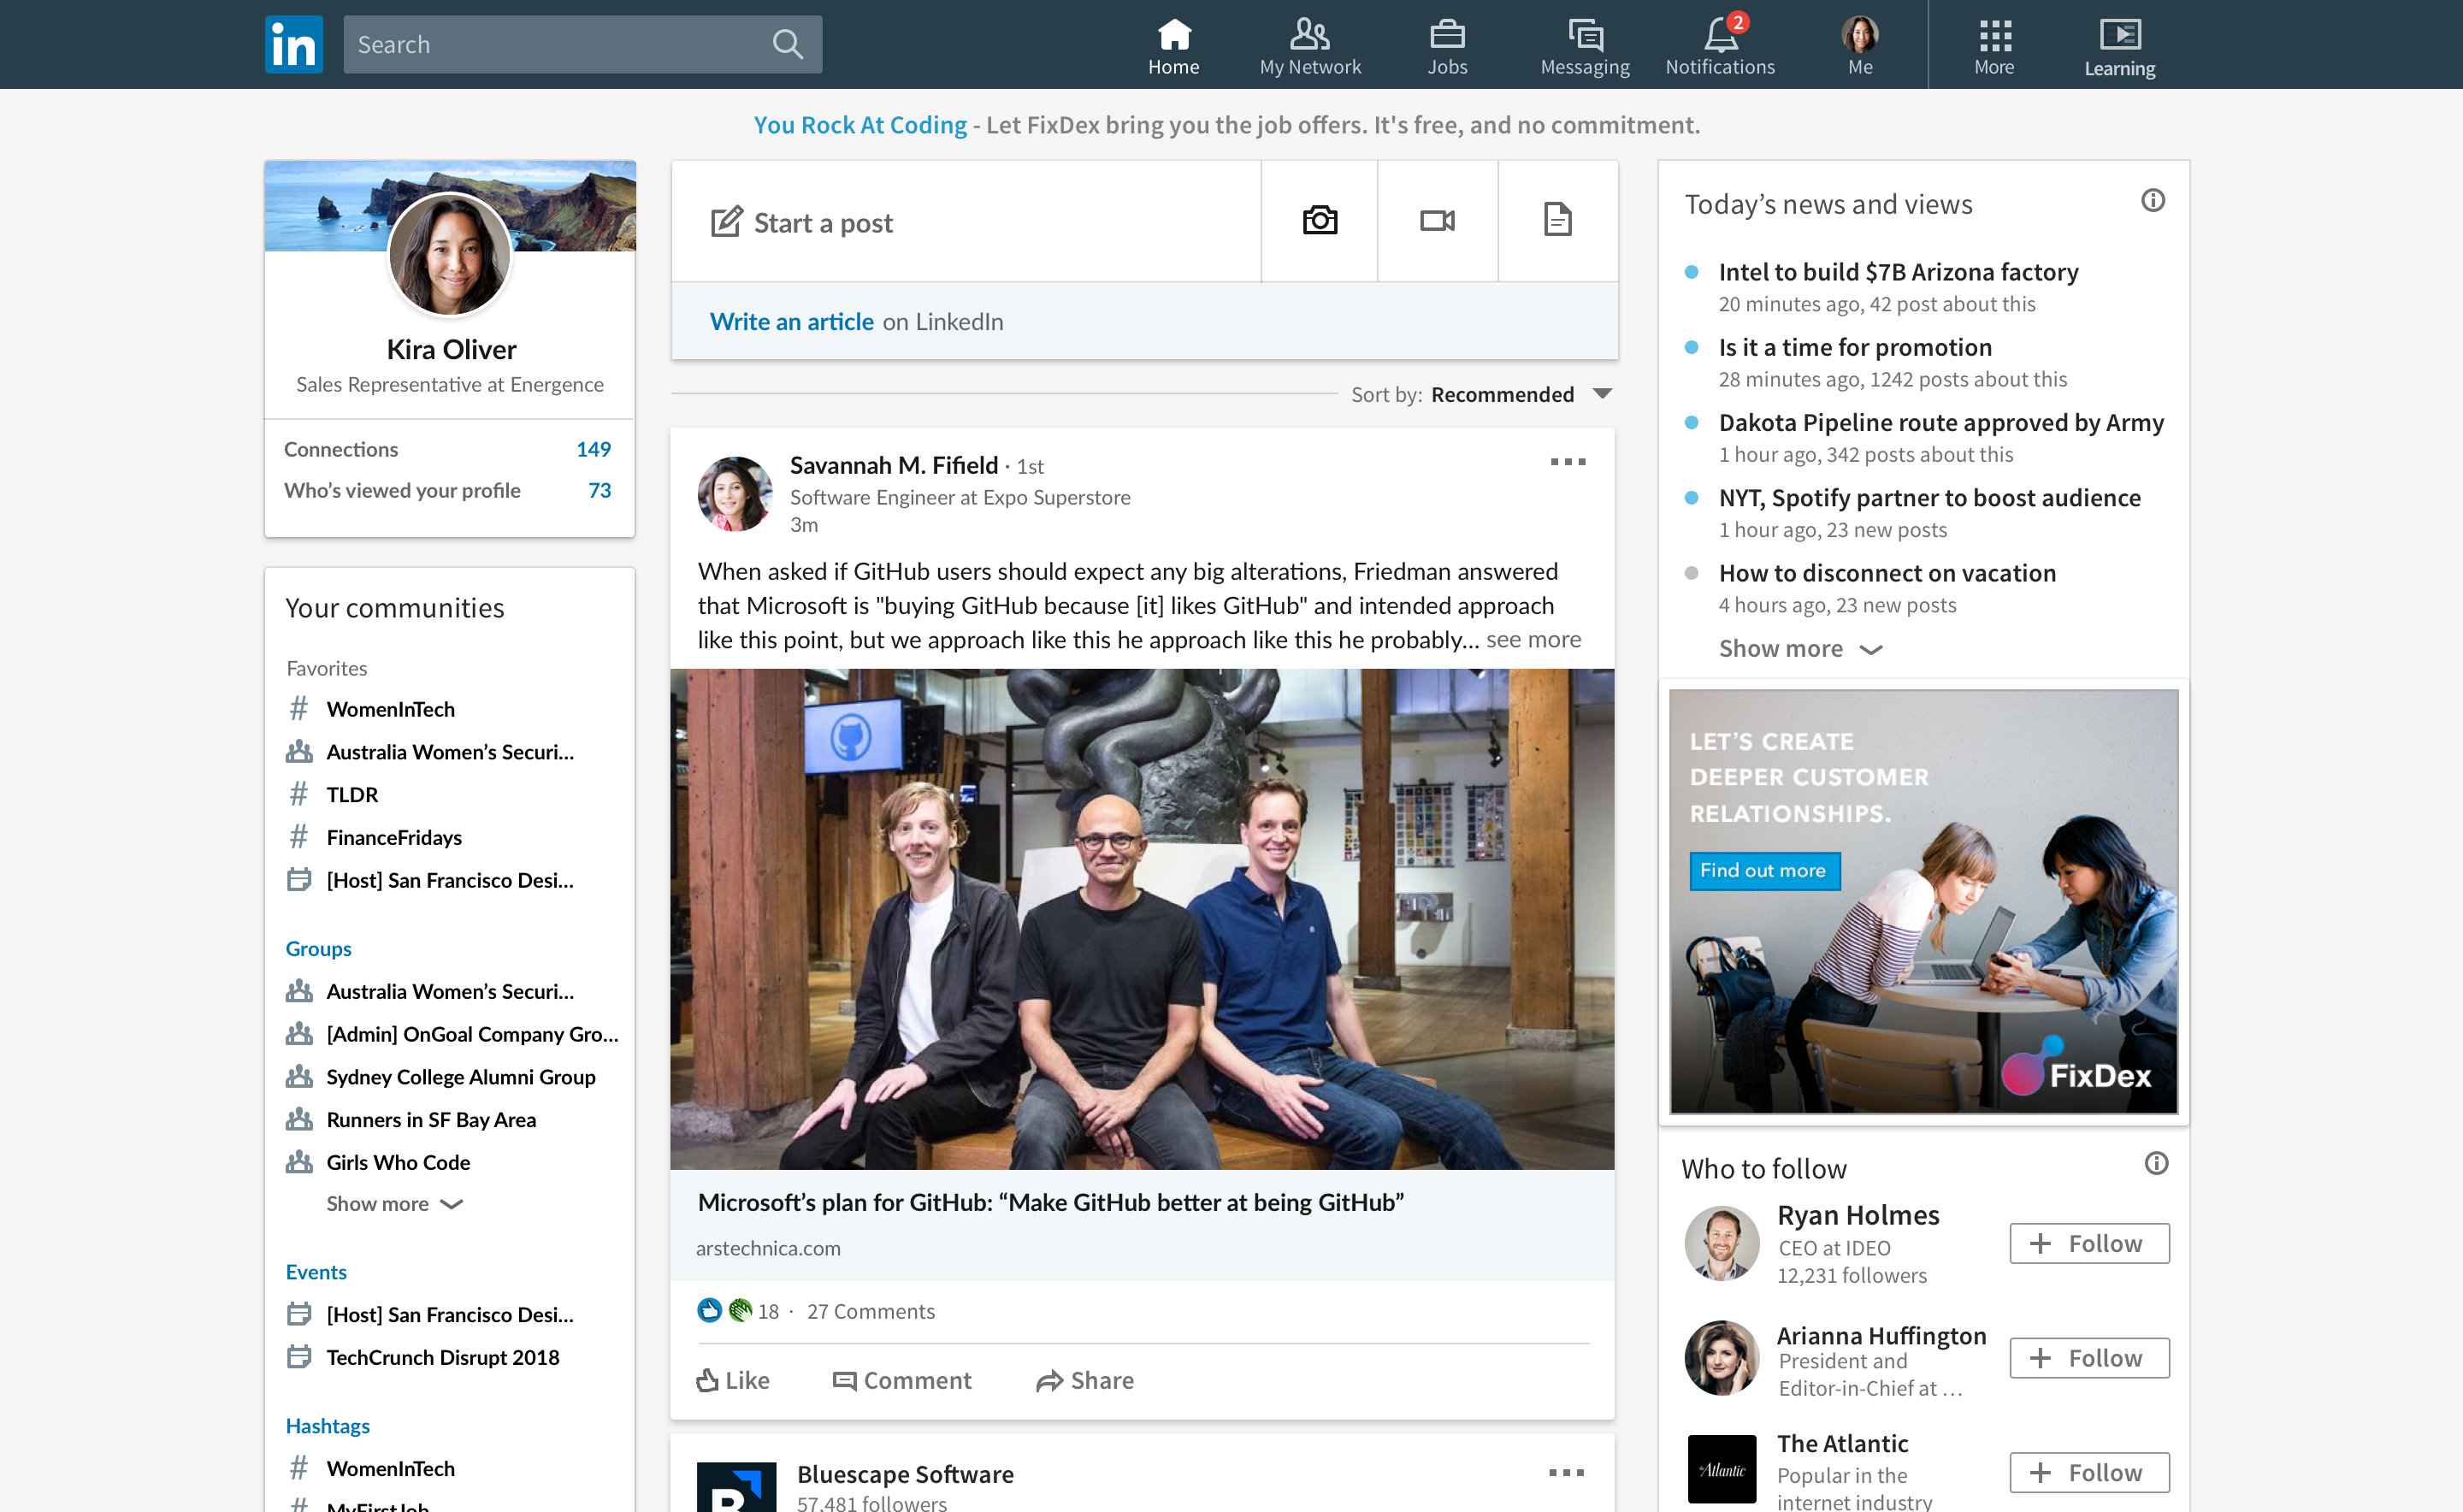 in
Search
Home
My Network
Jobs
Messaging
2
Notifications
Me
More
Learning
You Rock At Coding - Let FixDex bring you the job offers. It's free, and no commitment.
Kira Oliver
Sales Representative at Energence
Connections 149
Who’s viewed your profile 73
Your communities
Favorites
# WomenInTech
Australia Women’s Securi...
# TLDR
# FinanceFridays
[Host] San Francisco Desi...
Groups
Australia Women’s Securi...
[Admin] OnGoal Company Gro...
Sydney College Alumni Group
Runners in SF Bay Area
Girls Who Code
Show more
Events
[Host] San Francisco Desi...
TechCrunch Disrupt 2018
Hashtags
# WomenInTech
# MyFirstJob
Start a post
Write an article on LinkedIn
Sort by: Recommended
Savannah M. Fifield · 1st
Software Engineer at Expo Superstore
3m
When asked if GitHub users should expect any big alterations, Friedman answered
that Microsoft is "buying GitHub because [it] likes GitHub" and intended approach
like this point, but we approach like this he approach like this he probably... see more
Microsoft’s plan for GitHub: “Make GitHub better at being GitHub”
arstechnica.com
18 · 27 Comments
Like
Comment
Share
B
Bluescape Software
57,481 followers
Today’s news and views
Intel to build $7B Arizona factory
20 minutes ago, 42 post about this
Is it a time for promotion
28 minutes ago, 1242 posts about this
Dakota Pipeline route approved by Army
1 hour ago, 342 posts about this
NYT, Spotify partner to boost audience
1 hour ago, 23 new posts
How to disconnect on vacation
4 hours ago, 23 new posts
Show more
LET’S CREATE
DEEPER CUSTOMER
RELATIONSHIPS.
Find out more
FixDex
Who to follow
Ryan Holmes
CEO at IDEO
12,231 followers
+ Follow
Arianna Huffington
President and
Editor-in-Chief at ...
+ Follow
The Atlantic
The Atlantic
Popular in the
internet industry
+ Follow